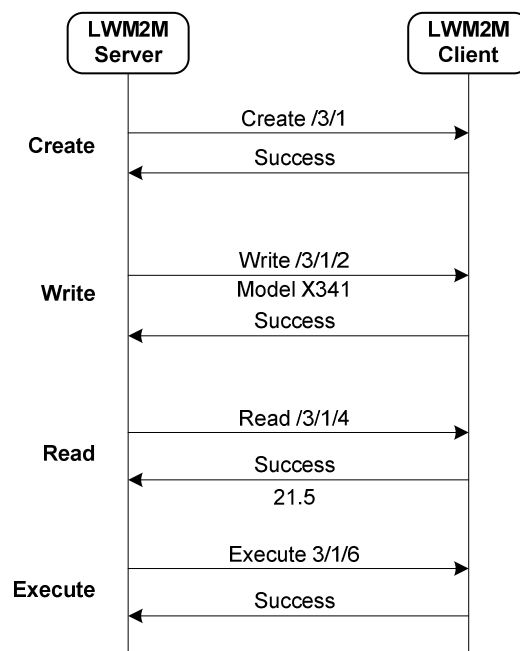 LWM2M
Server
LWM2M
Client
Create /3/1
Create
Success
Write /3/1/2
Write
Model X341
Success
Read /3/1/4
Read
Success
21.5
Execute 3/1/6
Execute
Success